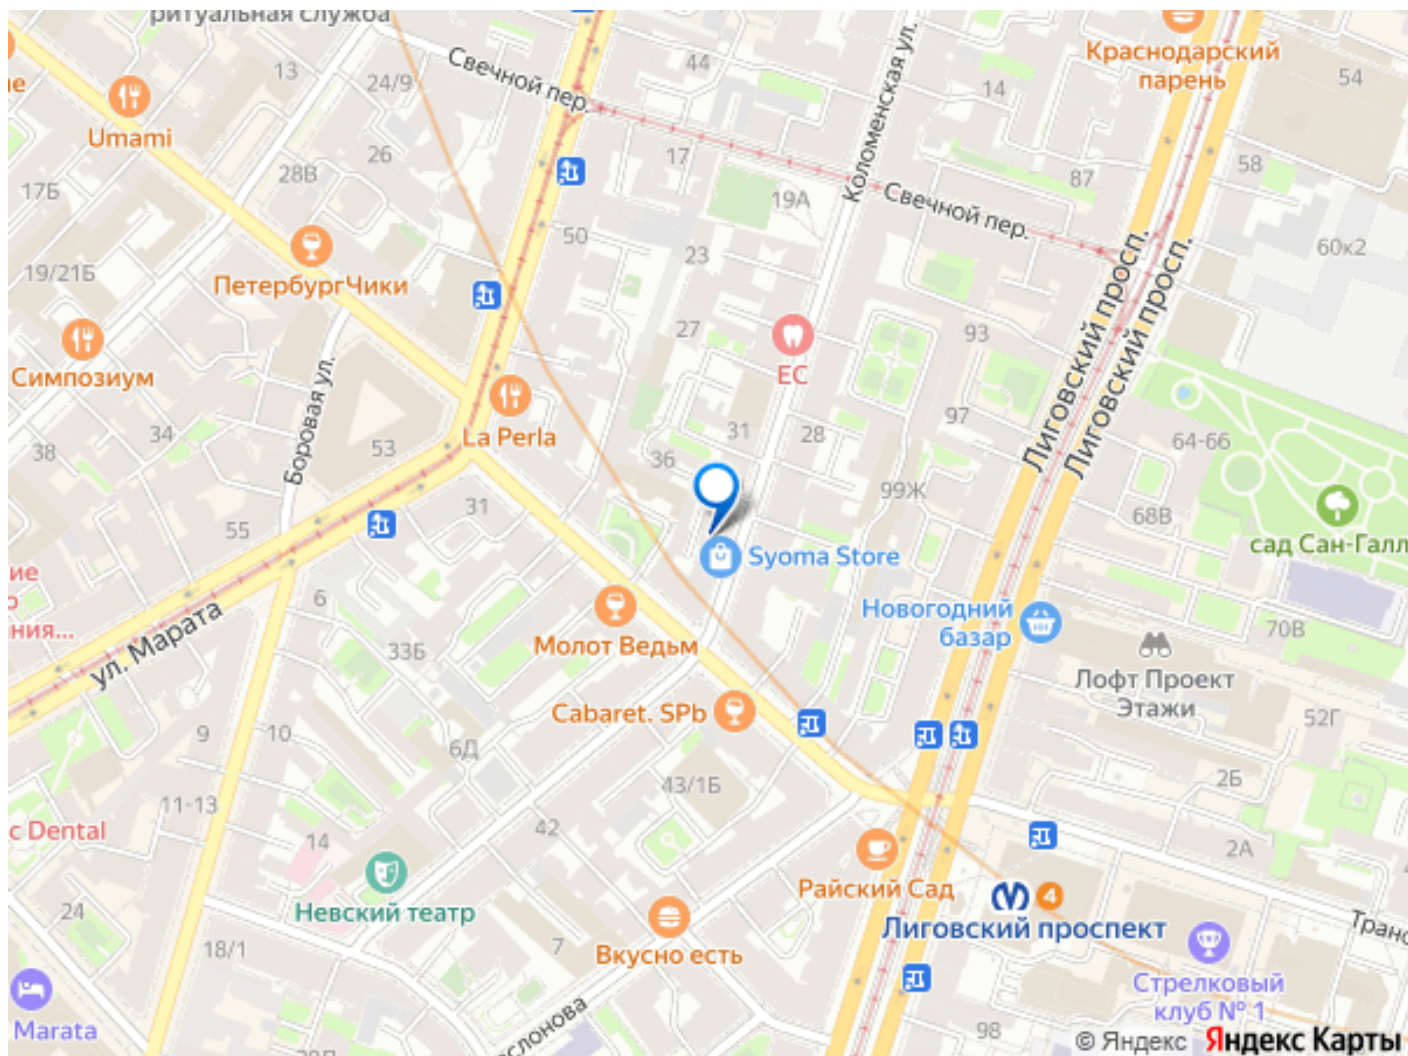 ритуальная служба
Свечной пер.
44
Коломенская ул.
Краснодарский
парень
54
13
24/9
14
Umami
26
17
58
28В
87
17Б
19А
Свечной пер.
50
60к2
23
19/21Б
ПетербургЧики
Лиговский просп.
Лиговский просп.
27
93
Симпозиум
ЕС
Боровая ул.
La Perla
97
34
53
31
28
64-66
38
36
99Ж
31
68В
55
сад Сан-Галл
Syoma Store
ие
6
Новогодний
базар
ния...
ул. Марата
33Б
Молот Ведьм
70В
Лофт Проект
Этажи
Cabaret. SPb
52Г
9
10
6Д
43/1Б
2Б
11-13
c Dental
42
14
2А
Райский Сад
4
Невский театр
Лиговский проспект
24
18/1
7
Вкусно есть
Стрелковый
клуб № 1
Marata
98
© Яндекс Яндекс Карты